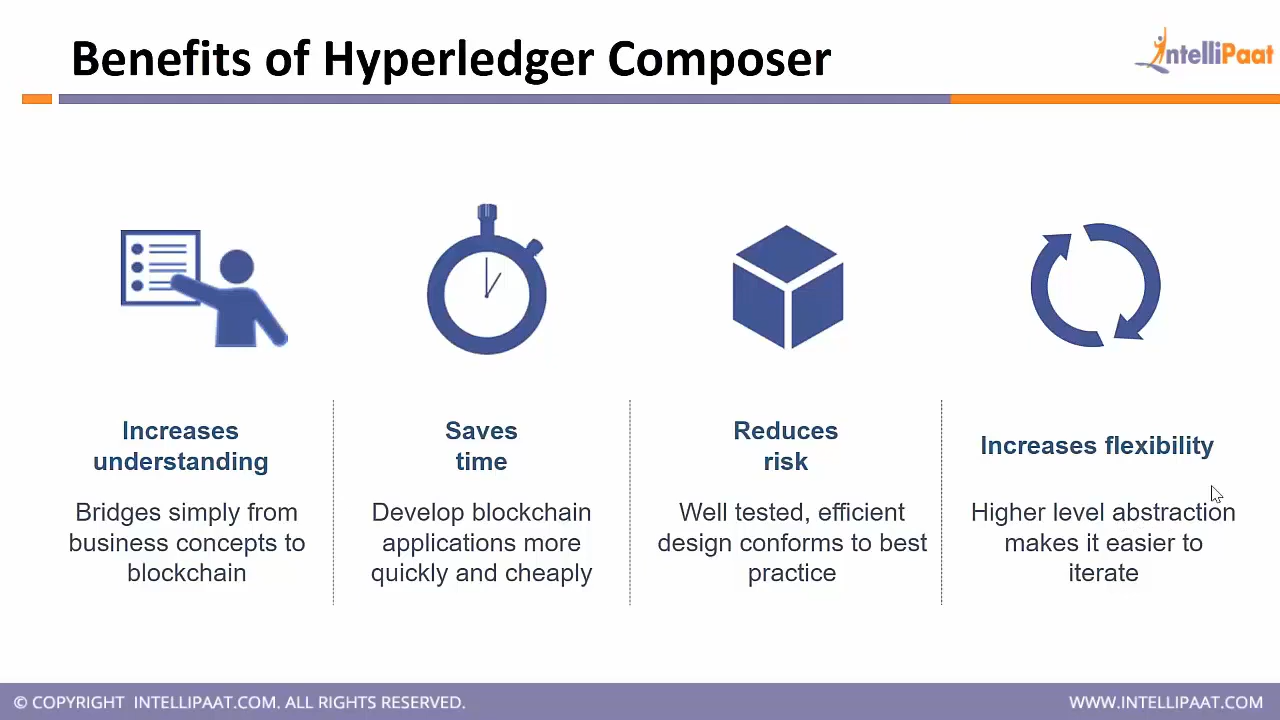 Benefits of Hyperledger Composer
IntelliPaat
Increases
understanding
Bridges simply from
business concepts to
blockchain
Saves
time
Develop blockchain
applications more
quickly and cheaply
Reduces
risk
Well tested, efficient
design conforms to best
practice
Increases flexibility
Higher level abstraction
makes it easier to
iterate
© COPYRIGHT INTELLIPAAT.COM. ALL RIGHTS RESERVED.
WWW.INTELLIPAAT.COM